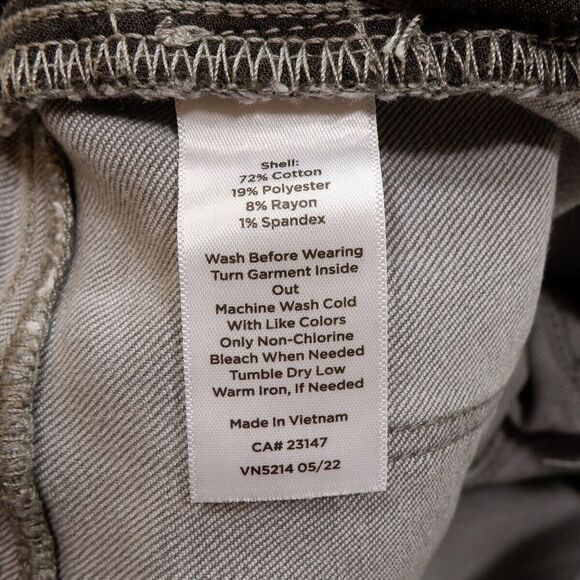 Shell:
72% Cotton
19% Polyester
8% Rayon
1% Spandex
Wash Before Wearing
Turn Garment Inside
Out
Machine Wash Cold
With Like Colors
Only Non-Chlorine
Bleach When Needed
Tumble Dry Low
Warm Iron, If Needed
Made In Vietnam
CA# 23147
VN5214 05/22